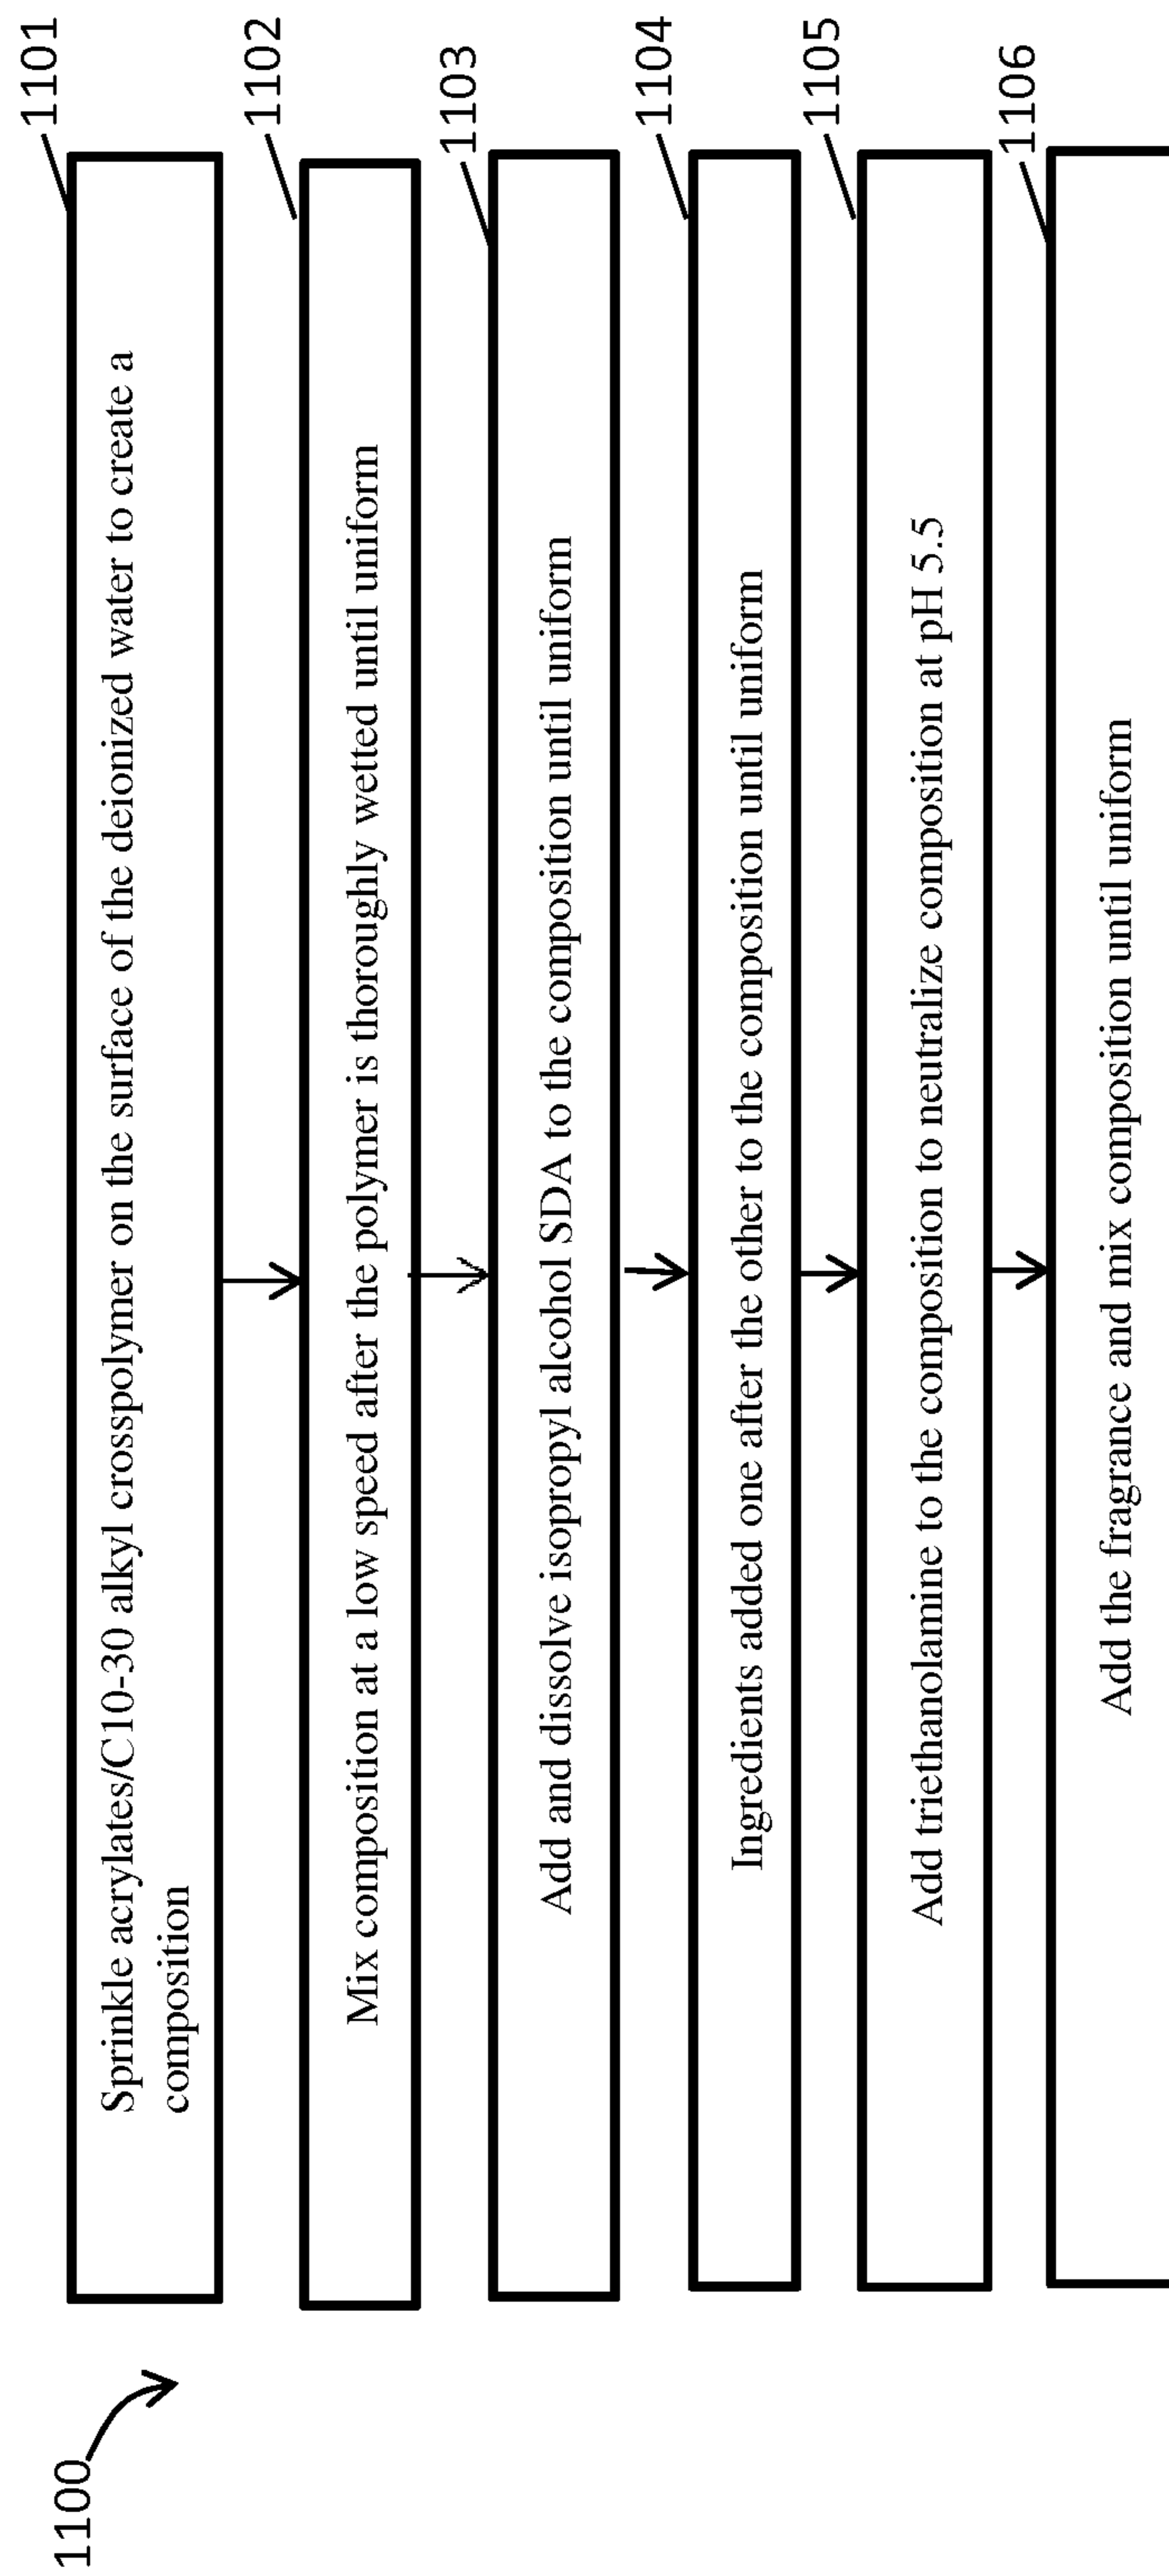 1100
1101
Sprinkle acrylates/C10-30 alkyl crosspolymer on the surface of the deionized water to create a
composition
1102
Mix composition at a low speed after the polymer is thoroughly wetted until uniform
1103
Add and dissolve isopropyl alcohol SDA to the composition until uniform
1104
Ingredients added one after the other to the composition until uniform
1105
Add triethanolamine to the composition to neutralize composition at pH 5.5
1106
Add the fragrance and mix composition until uniform